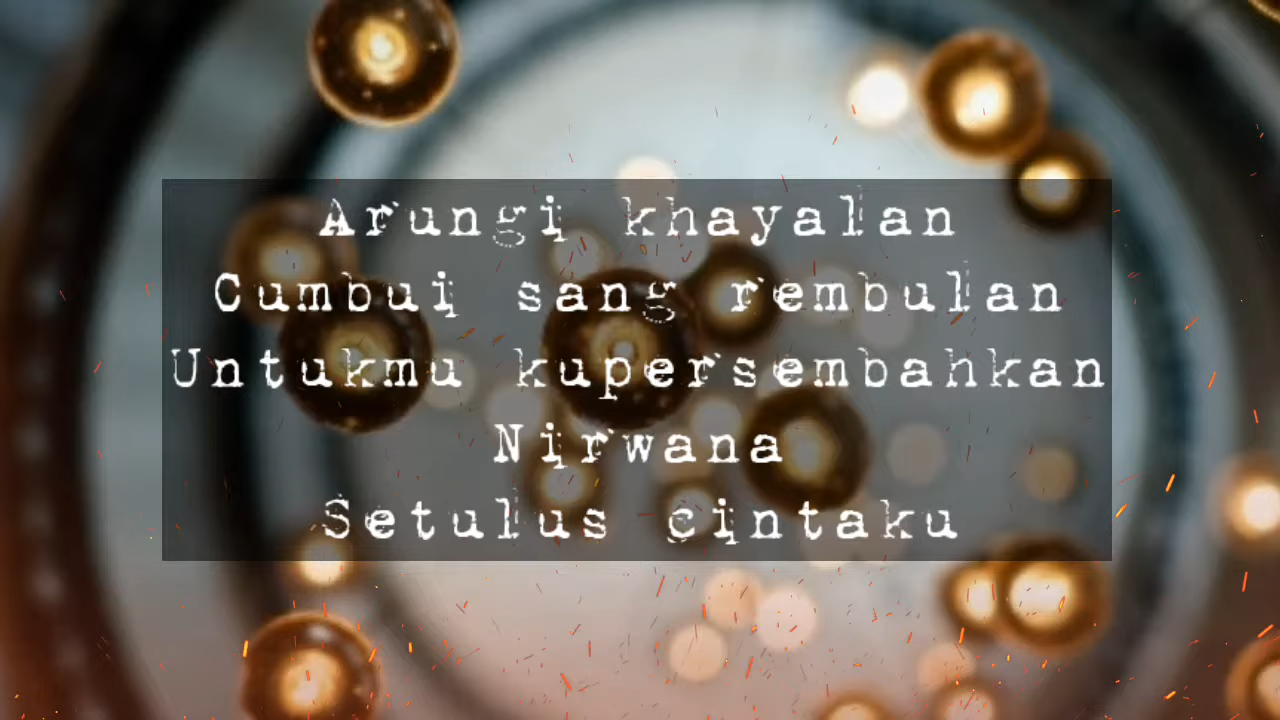 Arungi khayalan
Cumbui sang rembulan
Untukmu kupersembahkan
Nirwana
Setulus cintaku